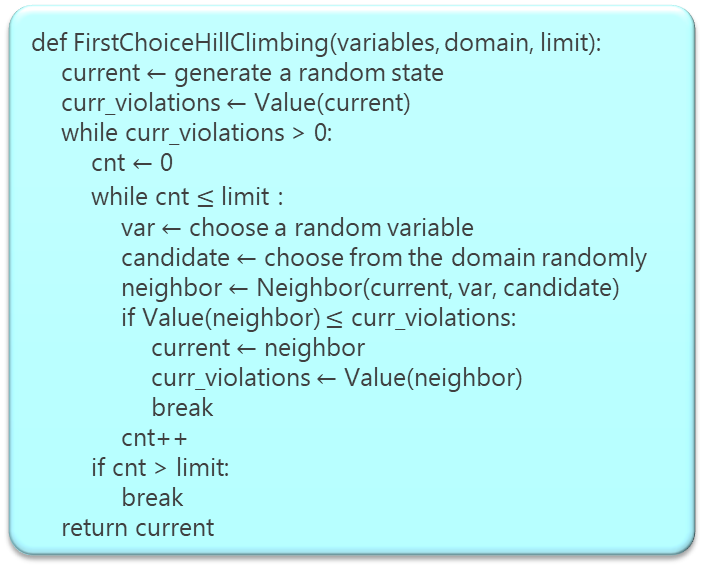 def FirstChoiceHillClimbing(variables, domain, limit):
current ← generate a random state
curr_violations ← Value(current)
while curr_violations > 0:
cnt ← 0
while cnt ≤ limit :
var ← choose a random variable
candidate ← choose from the domain randomly
neighbor ← Neighbor(current, var, candidate)
if Value(neighbor) ≤ curr_violations:
current ← neighbor
curr_violations ← Value(neighbor)
break
cnt++
if cnt > limit:
break
return current